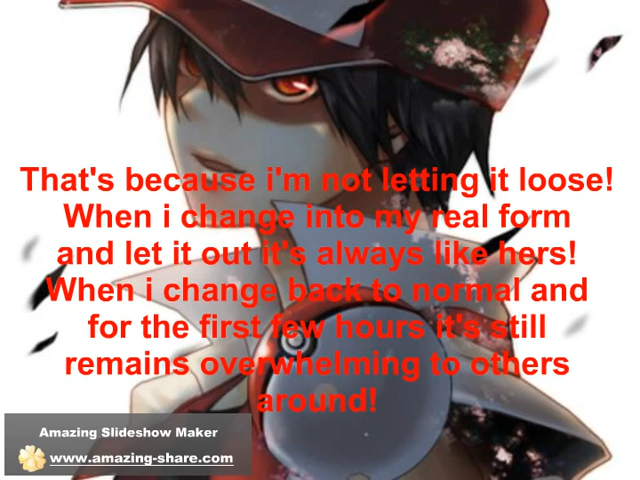 That's because i'm not letting it loose!
When i change into my real form
and let it out it's always like hers!
When i change back to normal and
for the first few hours it's still
remains overwhelming to others
around!
Amazing Slideshow Maker
www.amazing-share.com